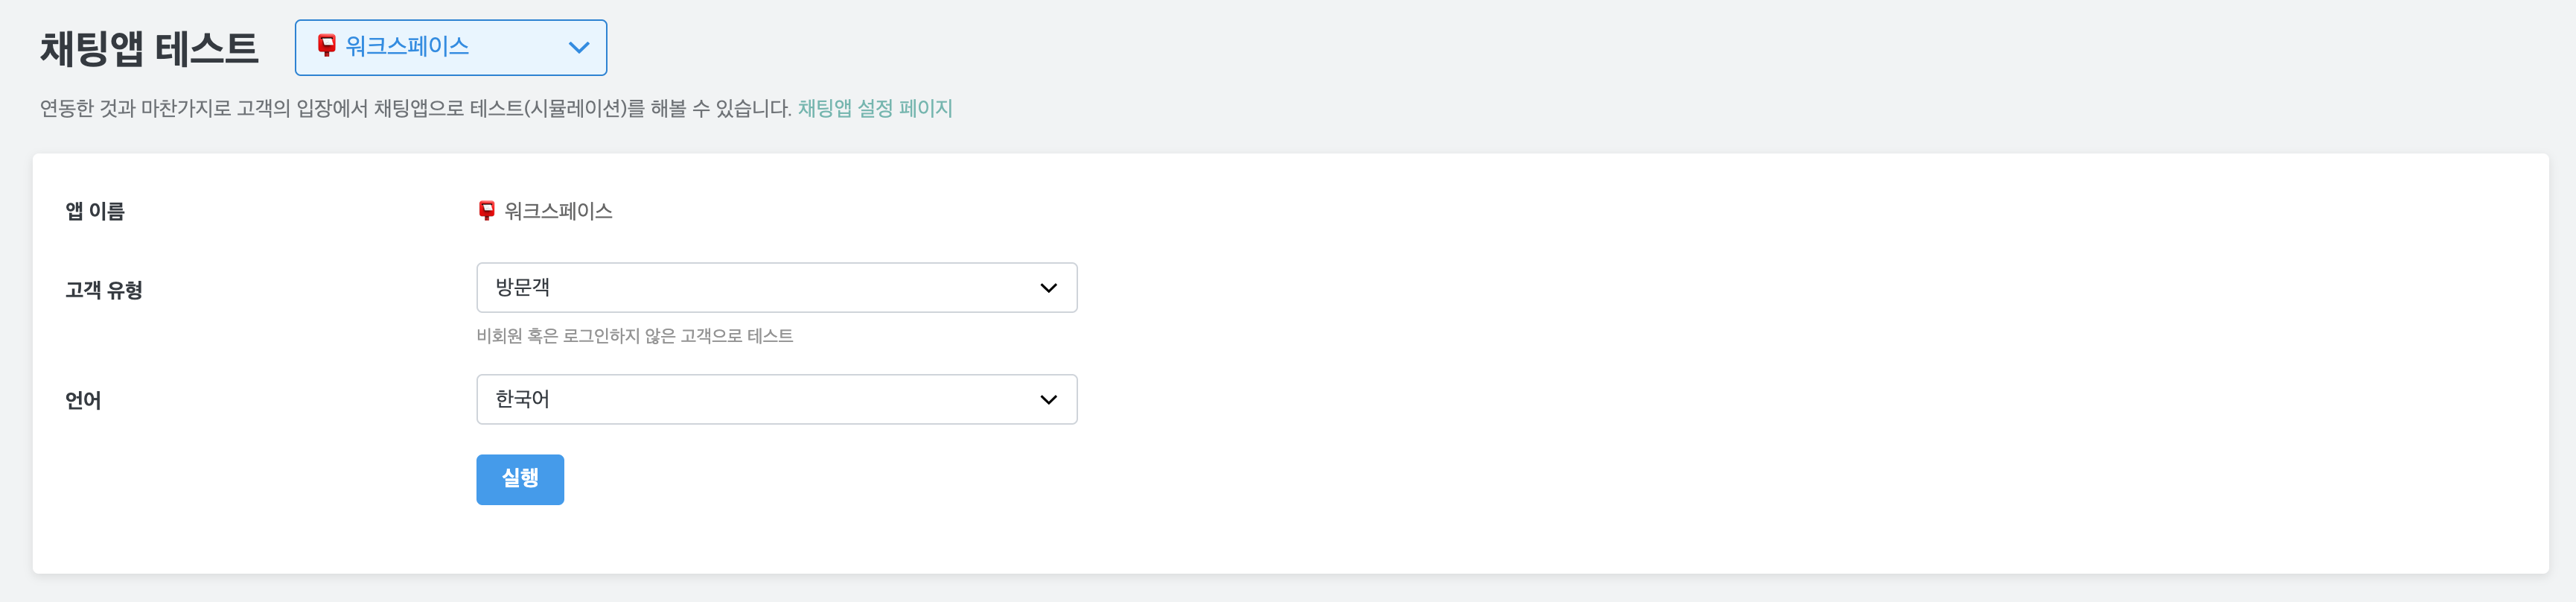 채팅앱 테스트
워크스페이스
연동한 것과 마찬가지로 고객의 입장에서 채팅앱으로 테스트(시뮬레이션)를 해볼 수 있습니다. 채팅앱 설정 페이지
앱 이름
워크스페이스
고객 유형
방문객
비회원 혹은 로그인하지 않은 고객으로 테스트
언어
한국어
실행